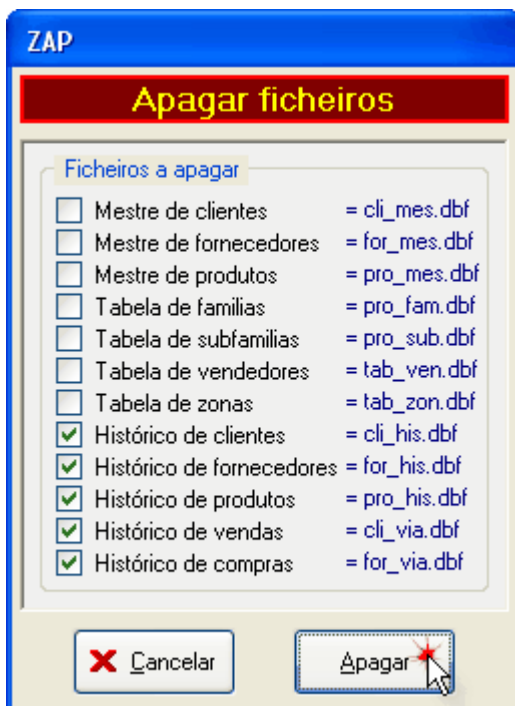 ZAP
Apagar ficheiros
Ficheiros a apagar
Mestre de clientes = cli_mes.dbf
Mestre de fornecedores = for_mes.dbf
Mestre de produtos = pro_mes.dbf
Tabela de familias = pro_fam.dbf
Tabela de subfamilias = pro_sub.dbf
Tabela de vendedores = tab_ven.dbf
Tabela de zonas = tab_zon.dbf
Histórico de clientes = cli_his.dbf
Histórico de fornecedores = for_his.dbf
Histórico de produtos = pro_his.dbf
Histórico de vendas = cli_via.dbf
Histórico de compras = for_via.dbf
Cancelar Apagar